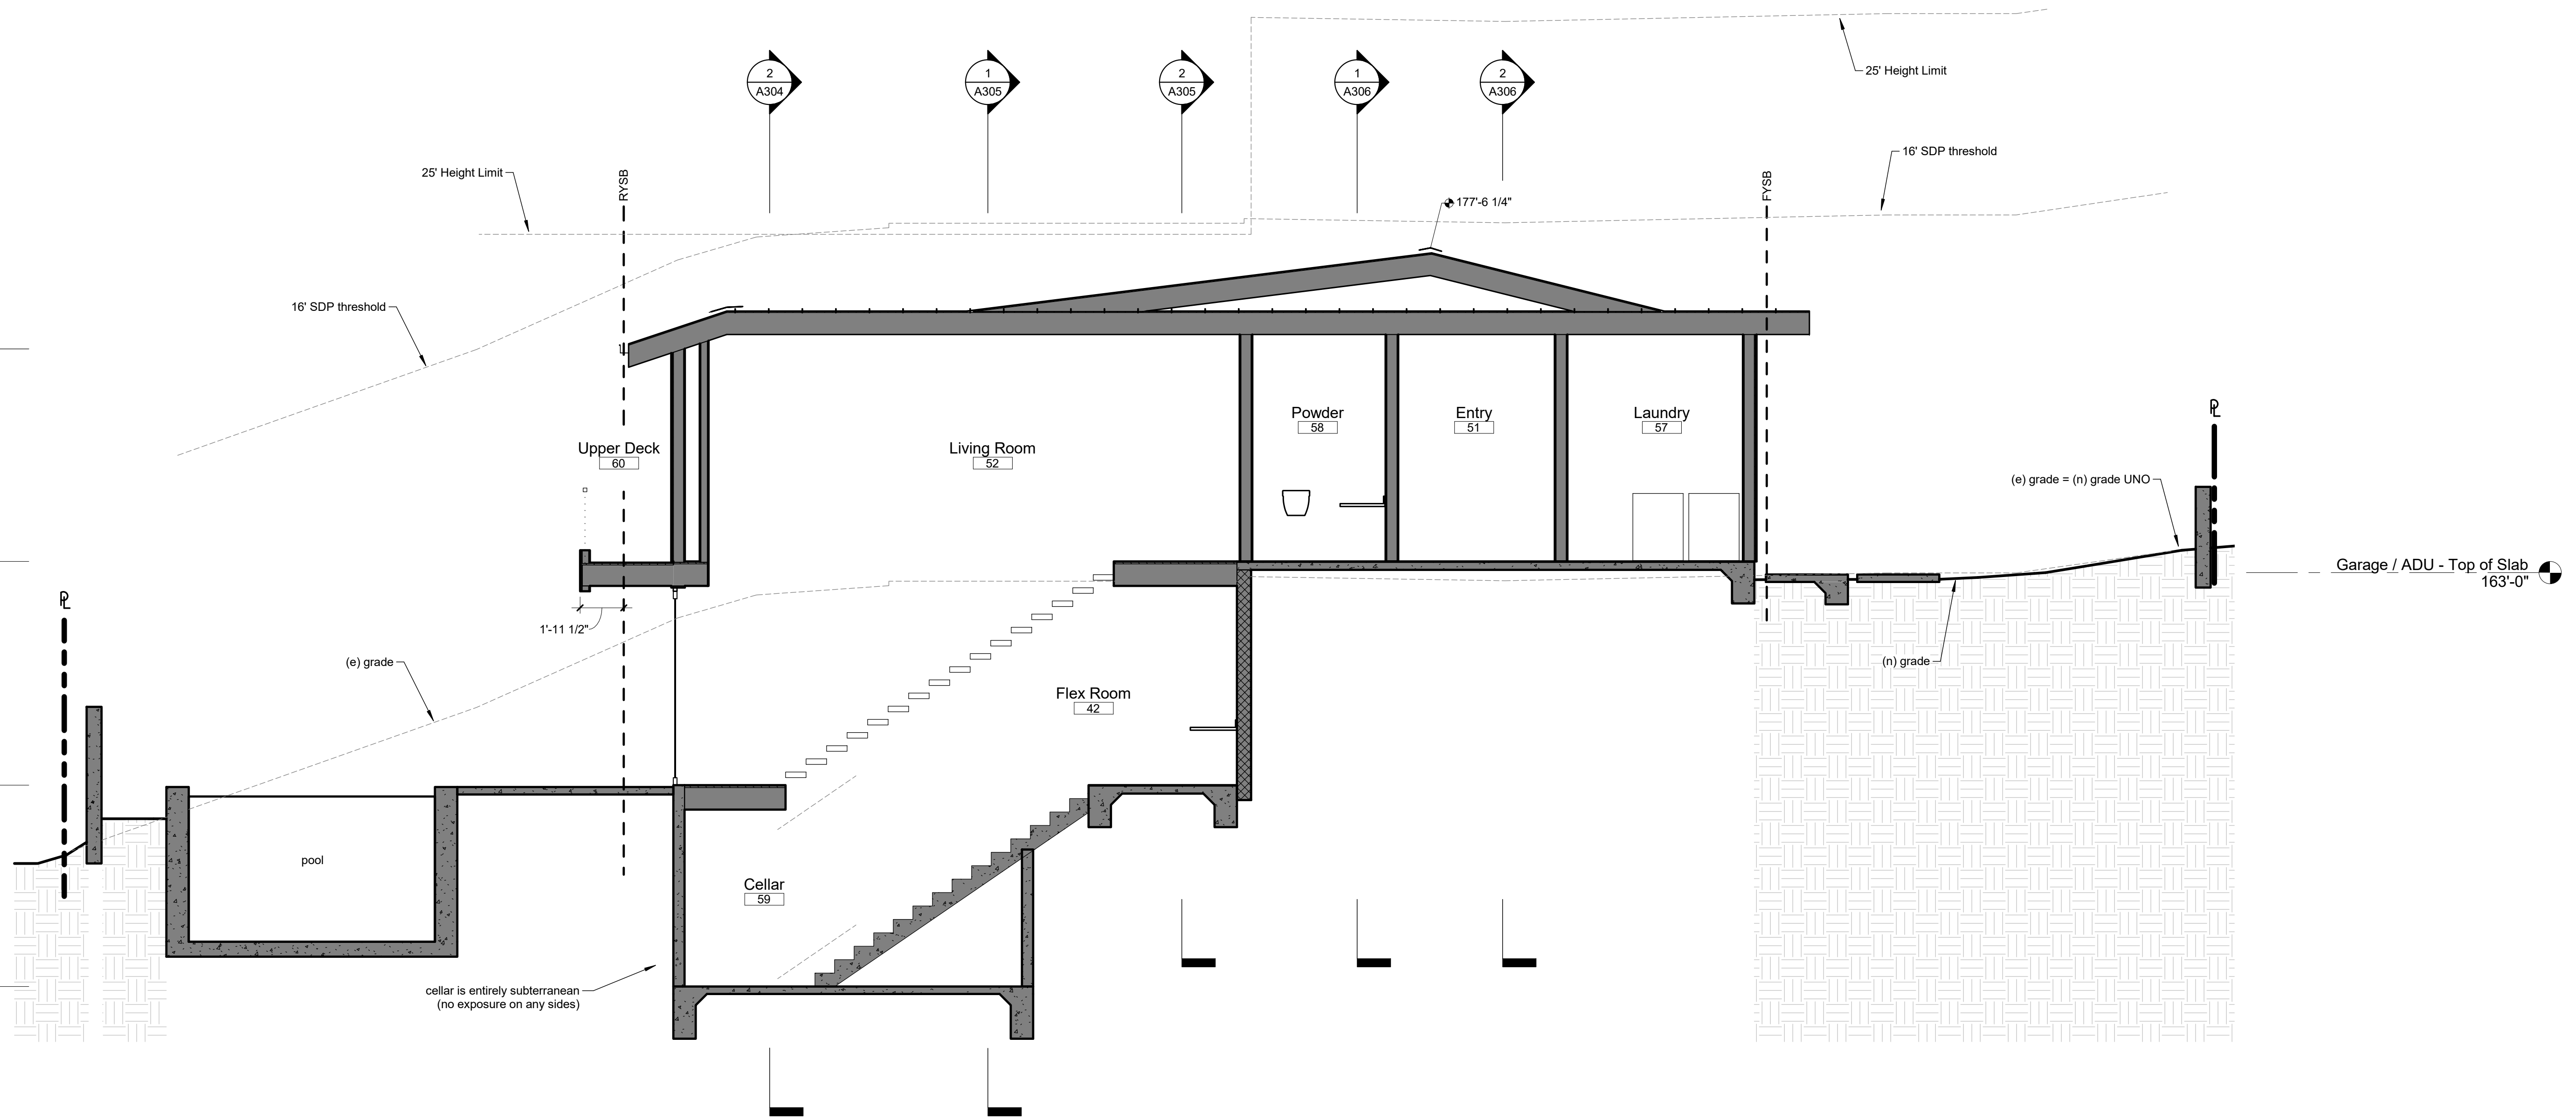 2
A304
1
A305
2
A305
1
A306
2
A306
25' Height Limit
16' SDP threshold
25' Height Limit
RYSB
FYSB
177'-6 1/4"
16' SDP threshold
Upper Deck
60
Living Room
52
Powder
58
Entry
51
Laundry
57
PL
(e) grade = (n) grade UNO
Garage / ADU - Top of Slab
163'-0"
PL
1'-11 1/2"
(e) grade
(n) grade
Flex Room
42
pool
Cellar
59
cellar is entirely subterranean
(no exposure on any sides)